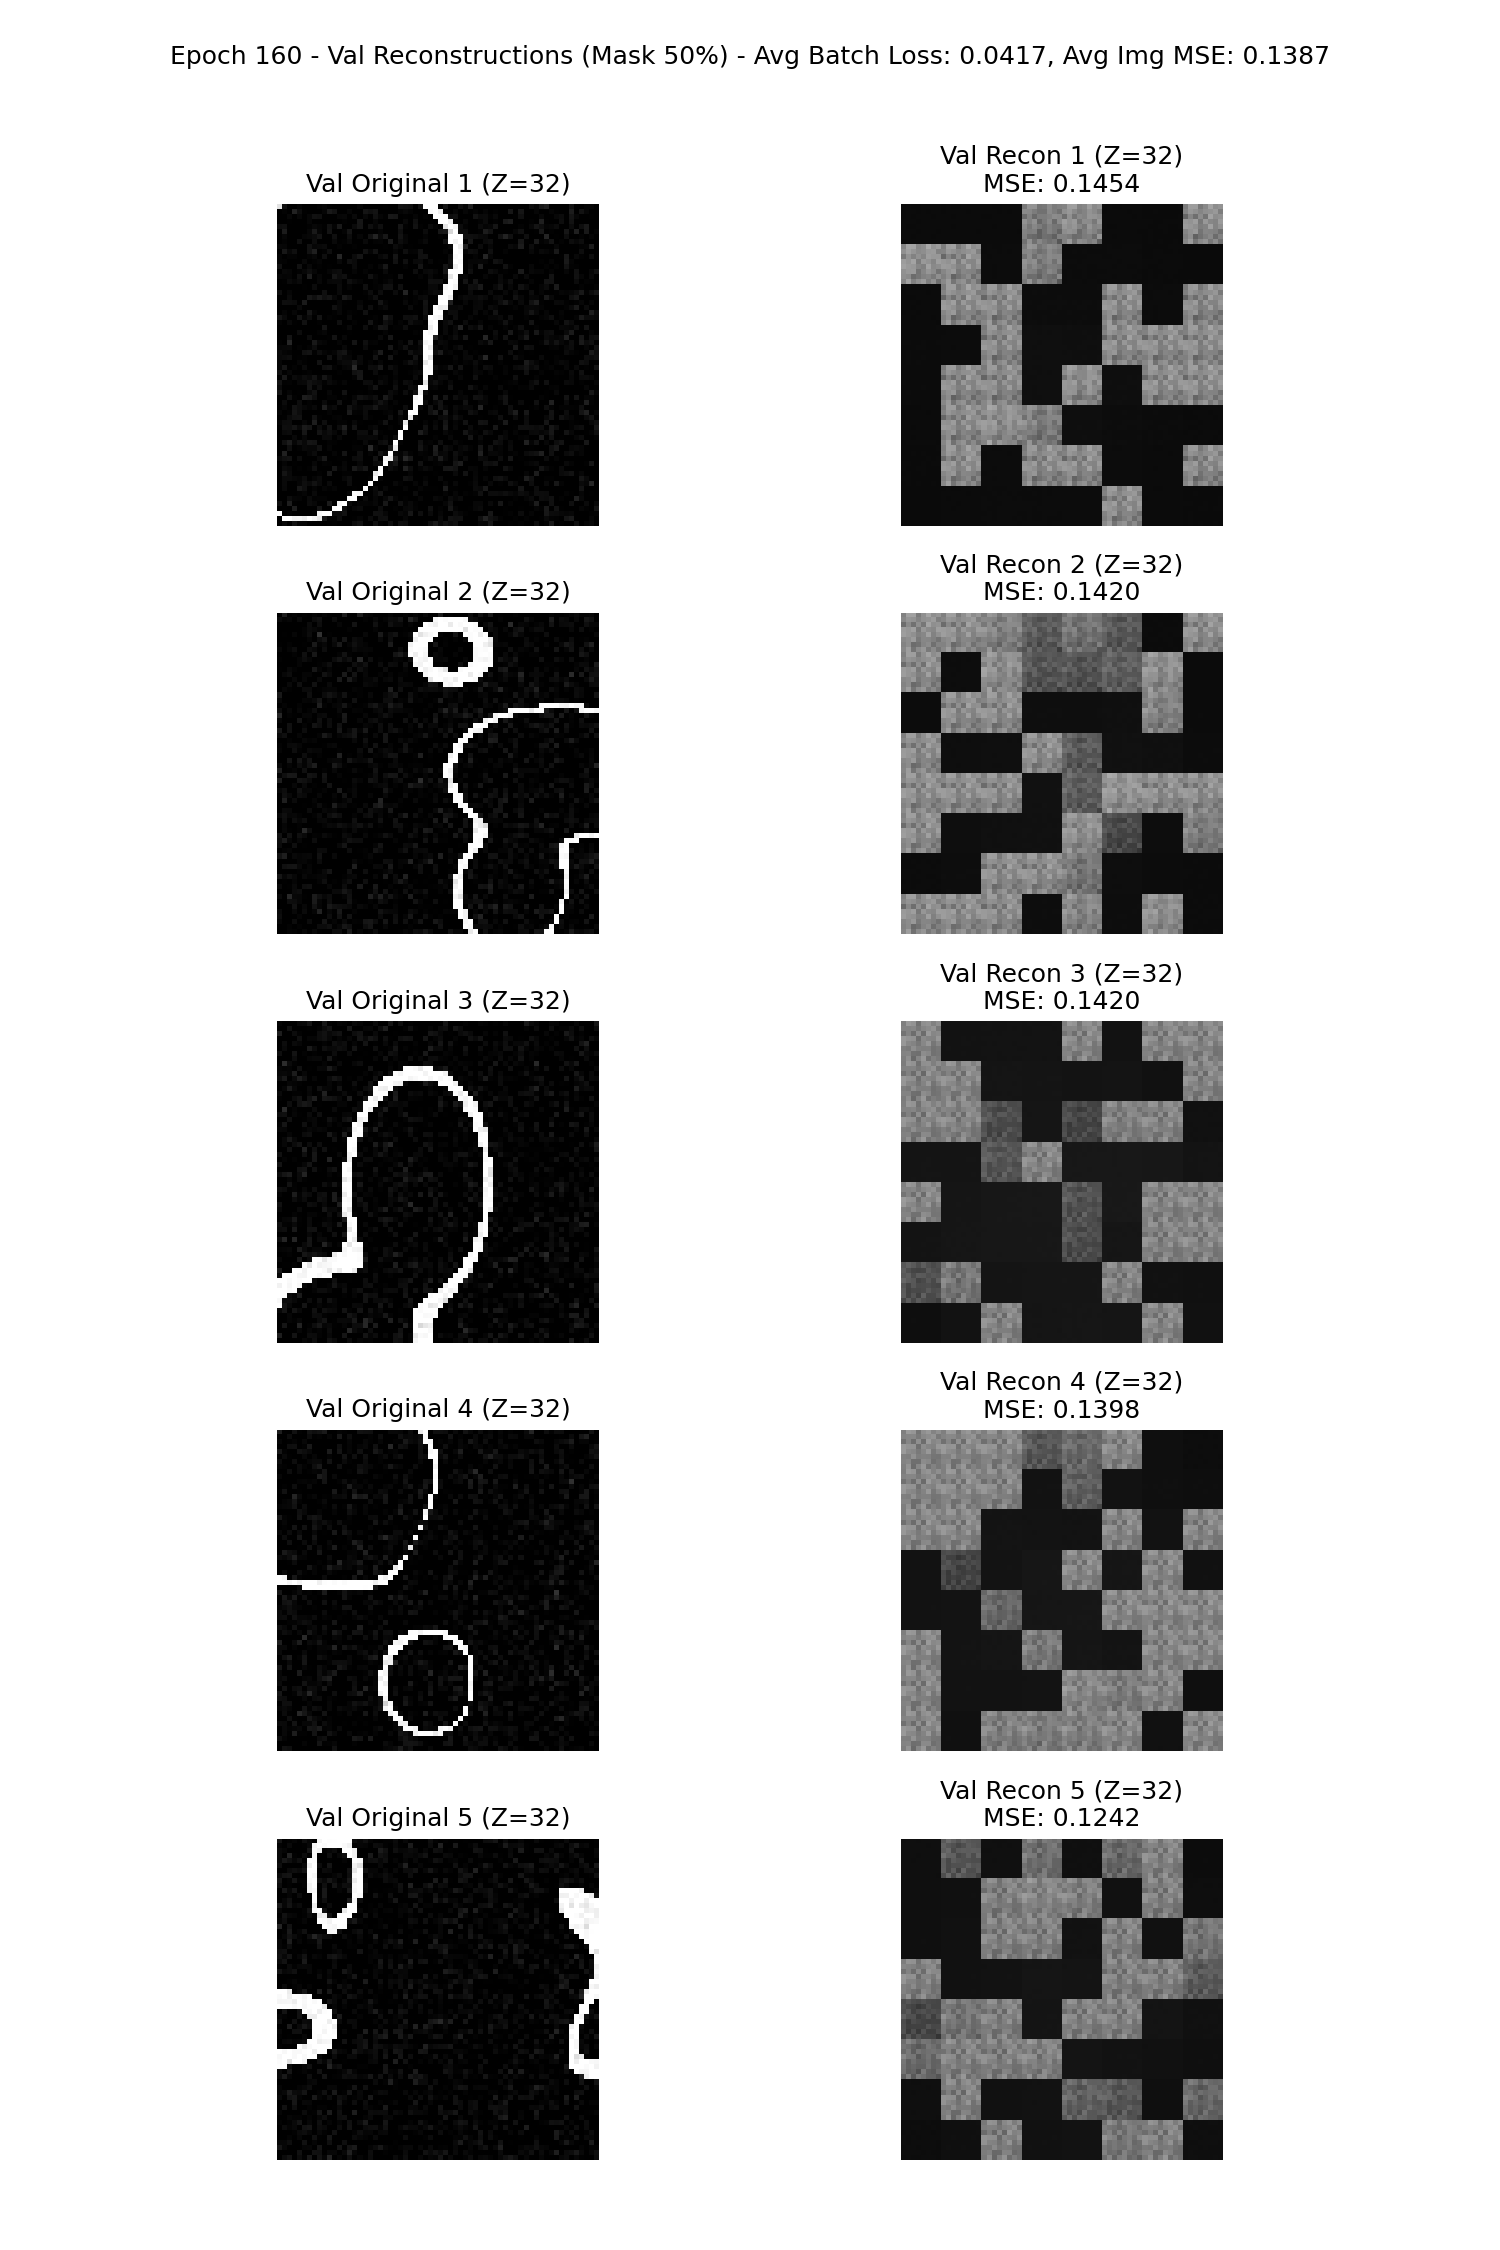 Epoch 160 - Val Reconstructions (Mask 50%) - Avg Batch Loss: 0.0417, Avg Img MSE: 0.1387
Val Original 1 (Z=32)
Val Recon 1 (Z=32)
MSE: 0.1454
Val Original 2 (Z=32)
Val Recon 2 (Z=32)
MSE: 0.1420
Val Original 3 (Z=32)
Val Recon 3 (Z=32)
MSE: 0.1420
Val Original 4 (Z=32)
Val Recon 4 (Z=32)
MSE: 0.1398
Val Original 5 (Z=32)
Val Recon 5 (Z=32)
MSE: 0.1242